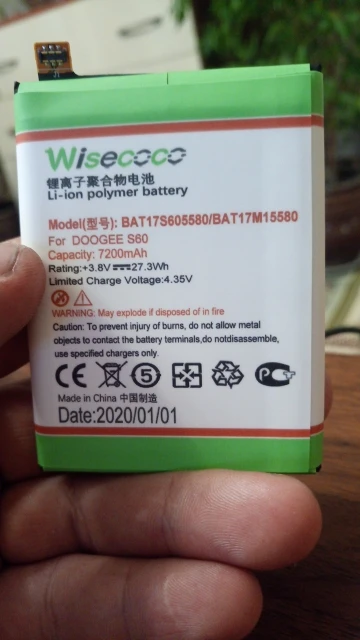 Wisecoco
锂离子聚合物电池
Li-ion polymer battery
Model(型号): BAT17S605580/BAT17M15580
For DOOGEE S60
Capacity: 7200mAh
Rating:+3.8V⎓27.3Wh
Limited Charge Voltage:4.35V
WARNING: May explode if disposed of in fire
Caution: To prevent injury of burns, do not allow metal
objects to contact the battery terminals,do notdisassemble,
use specified chargers only.
CE 5 PCT
Made in China 中国制造
Date:2020/01/01